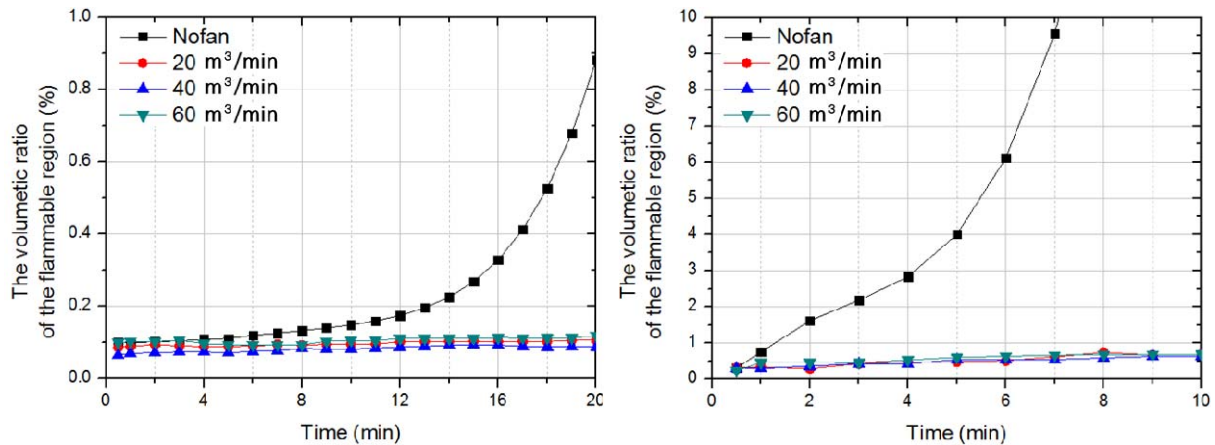 The volumetic ratio
of the flammable region (%)
1.0
0.8
0.6
0.4
0.2
0.0
0 4 8 12 16 20
Time (min)
Nofan
20 m³/min
40 m³/min
60 m³/min
The volumetic ratio
of the flammable region (%)
10
9
8
7
6
5
4
3
2
1
0
0 2 4 6 8 10
Time (min)
Nofan
20 m³/min
40 m³/min
60 m³/min